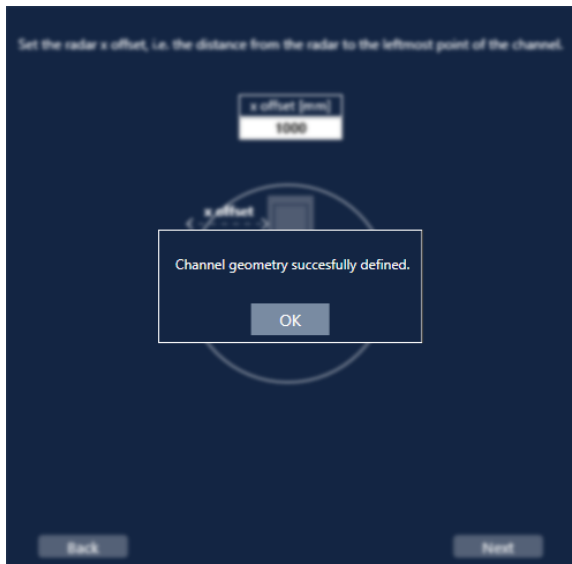 Set the radar x offset, i.e. the distance from the radar to the leftmost point of the channel.
x offset [mm]
1000
x offset
Channel geometry succesfully defined.
OK
Back
Next